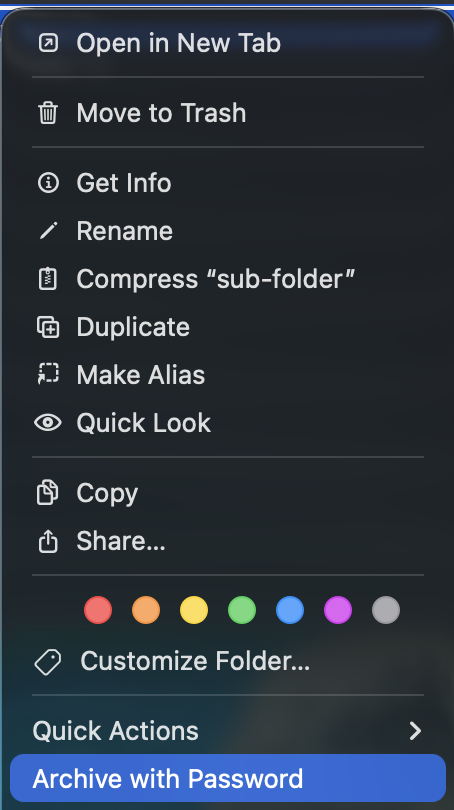 Open in New Tab
Move to Trash
Get Info
Rename
Compress “sub-folder”
Duplicate
Make Alias
Quick Look
Copy
Share...
Customize Folder...
Quick Actions
Archive with Password